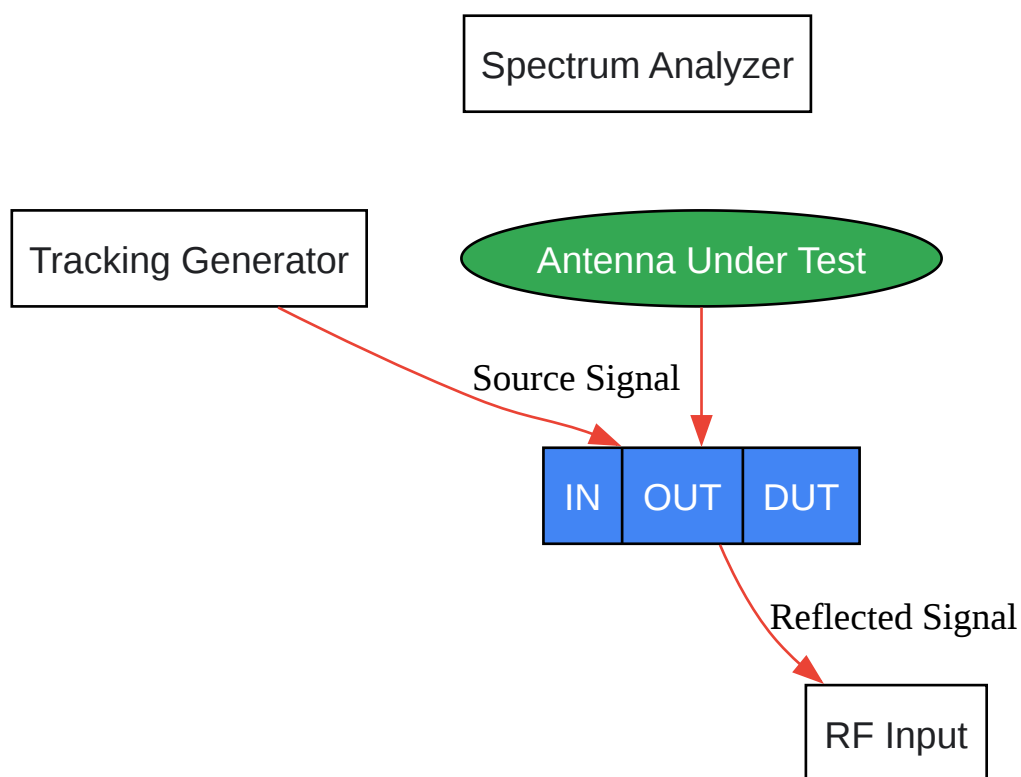 Spectrum Analyzer
Tracking Generator
Antenna Under Test
Source Signal
IN
OUT
DUT
Reflected Signal
RF Input